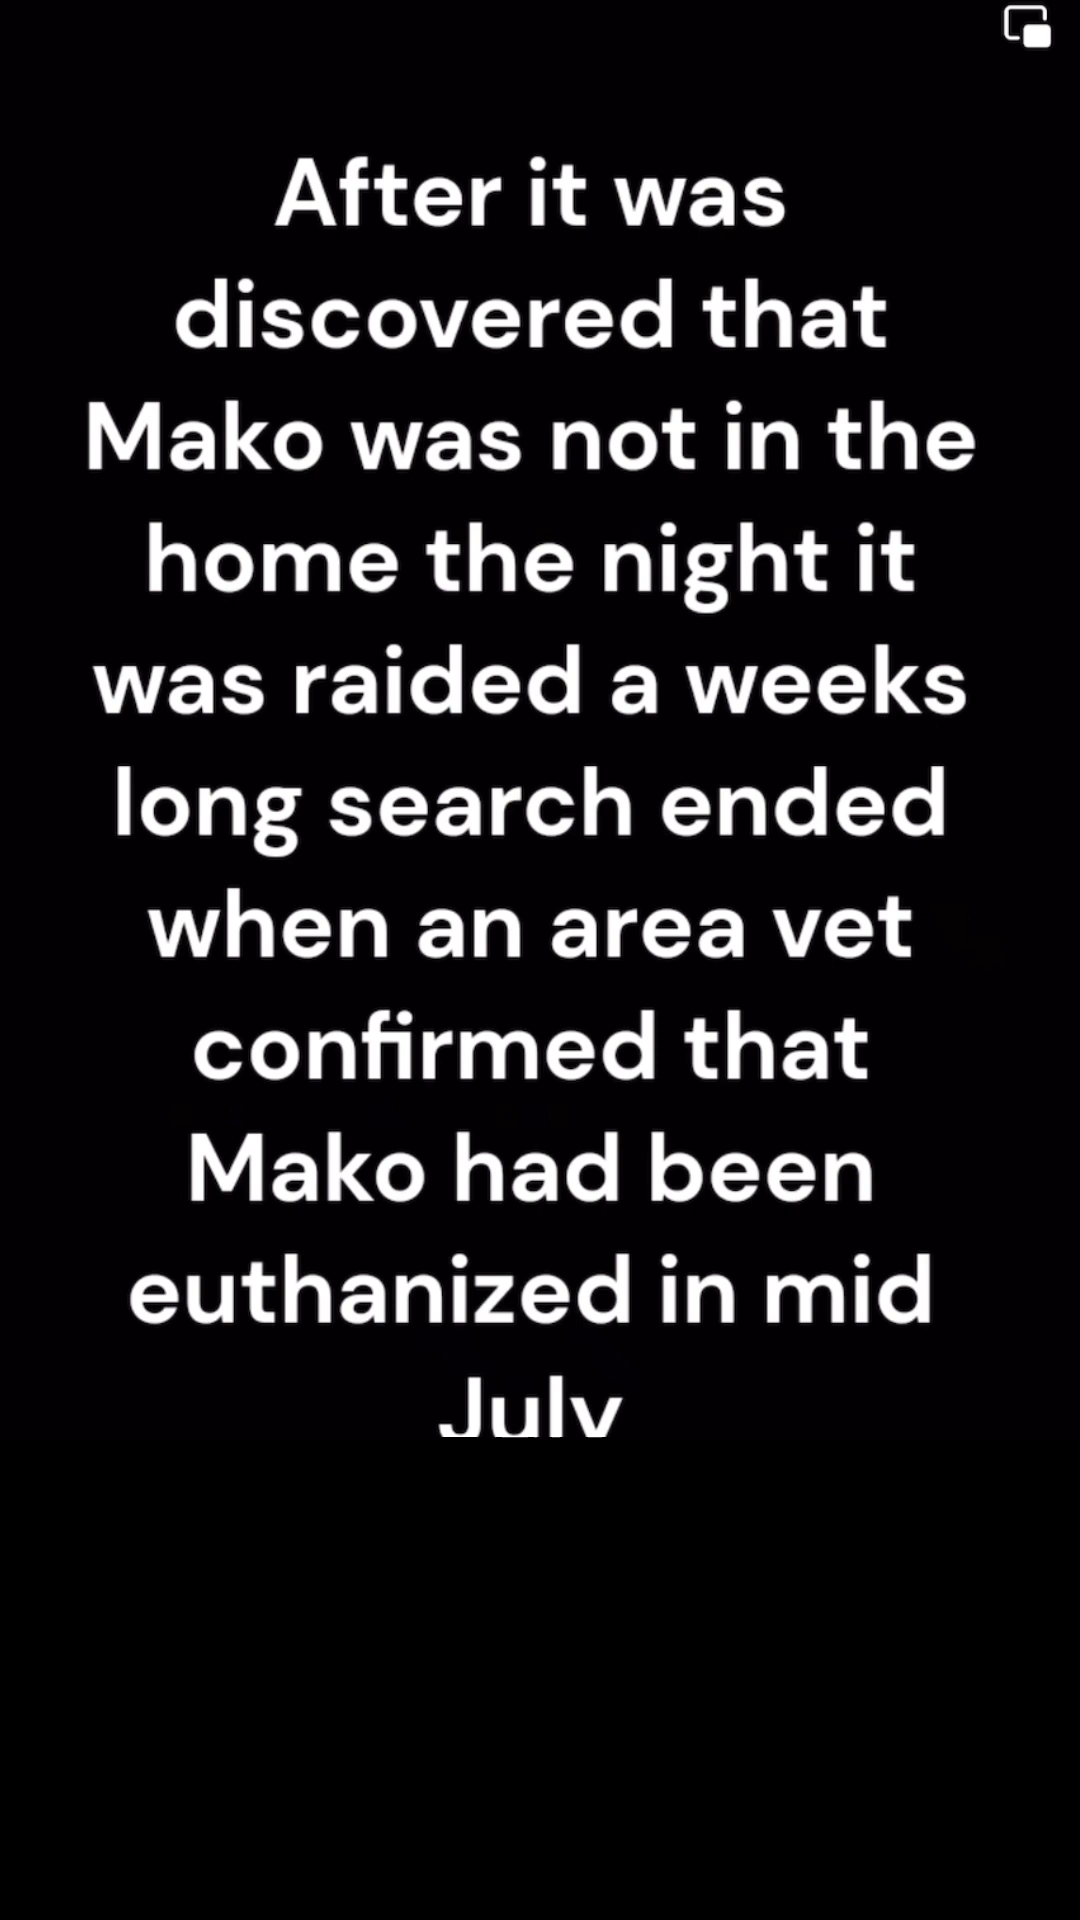 After it was
discovered that
Mako was not in the
home the night it
was raided a weeks
long search ended
when an area vet
confirmed that
Mako had been
euthanized in mid
July